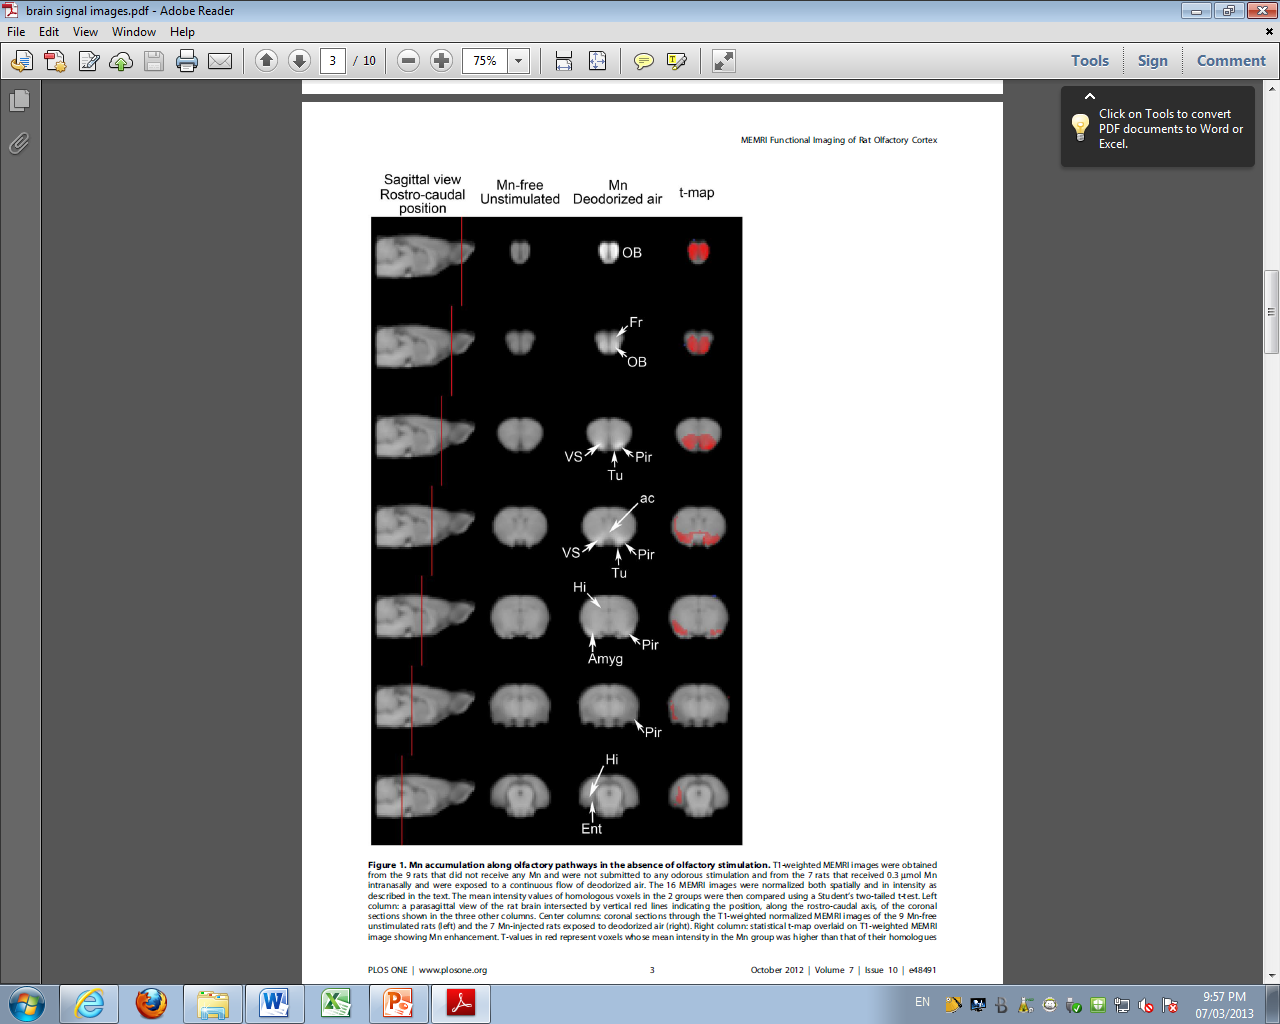 brain signal images.pdf - Adobe Reader
File Edit View Window Help
3 / 10 75% Tools Sign Comment
Click on Tools to convert
PDF documents to Word or
Excel.
MEMRI Functional Imaging of Rat Olfactory Cortex
Sagittal view
Rostro-caudal
position
Mn-free
Unstimulated
Mn
Deodorized air
t-map
OB
Fr
OB
VS
Tu
Pir
ac
VS
Tu
Pir
Hi
Amyg
Pir
Pir
Hi
Ent
Figure 1. Mn accumulation along olfactory pathways in the absence of olfactory stimulation. T1-weighted MEMRI images were obtained
from the 9 rats that did not receive any Mn and were not submitted to any odorous stimulation and from the 7 rats that received 0.3 μmol Mn
intranasally and were exposed to a continuous flow of deodorized air. The 16 MEMRI images were normalized both spatially and in intensity as
described in the text. The mean intensity values of homologous voxels in the 2 groups were then compared using a Student's two-tailed t-test. Left
column: a parasagittal view of the rat brain intersected by vertical red lines indicating the position, along the rostro-caudal axis, of the coronal
sections shown in the three other columns. Center columns: coronal sections through the T1-weighted normalized MEMRI images of the 9 Mn-free
unstimulated rats (left) and the 7 Mn-injected rats exposed to deodorized air (right). Right column: statistical t-map overlaid on T1-weighted MEMRI
image showing Mn enhancement. T-values in red represent voxels whose mean intensity in the Mn group was higher than that of their homologues
PLOS ONE | www.plosone.org 3 October 2012 | Volume 7 | Issue 10 | e48491
EN 9:57 PM
07/03/2013